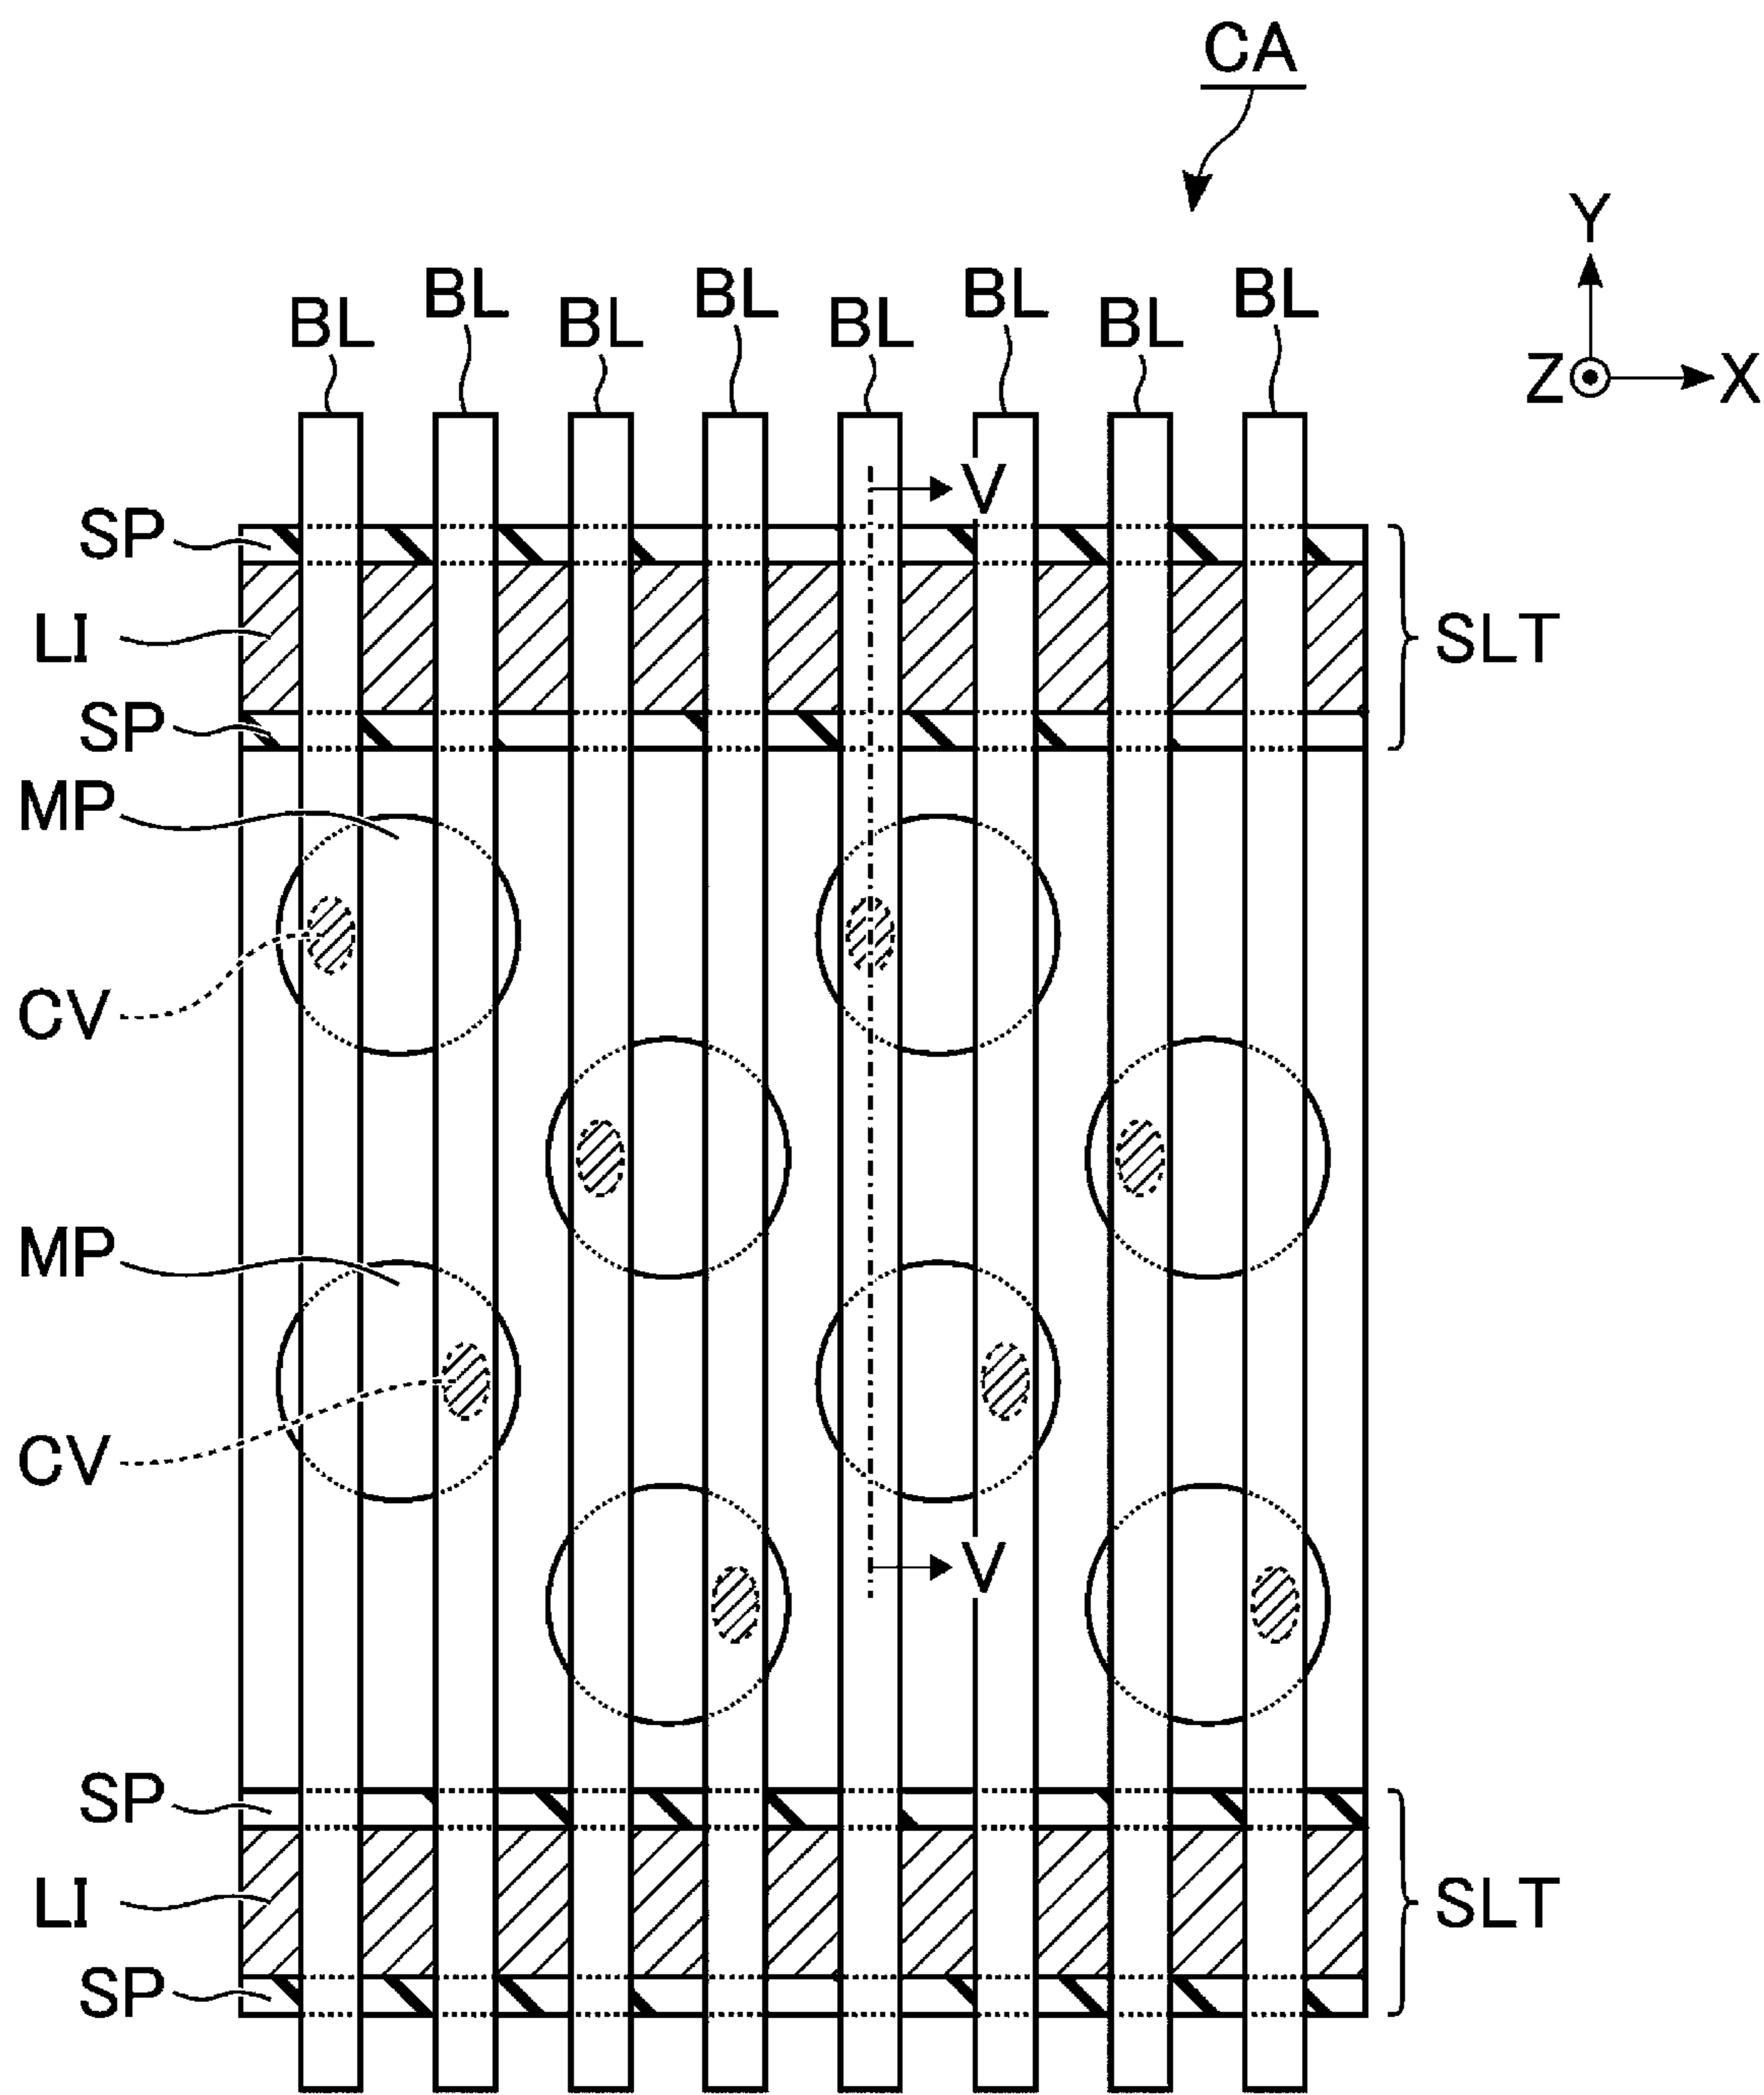 CA
Y
Z X
BL BL BL BL BL BL BL BL
V
SP
LI SLT
SP
MP
CV
MP
CV
V
SP
LI SLT
SP